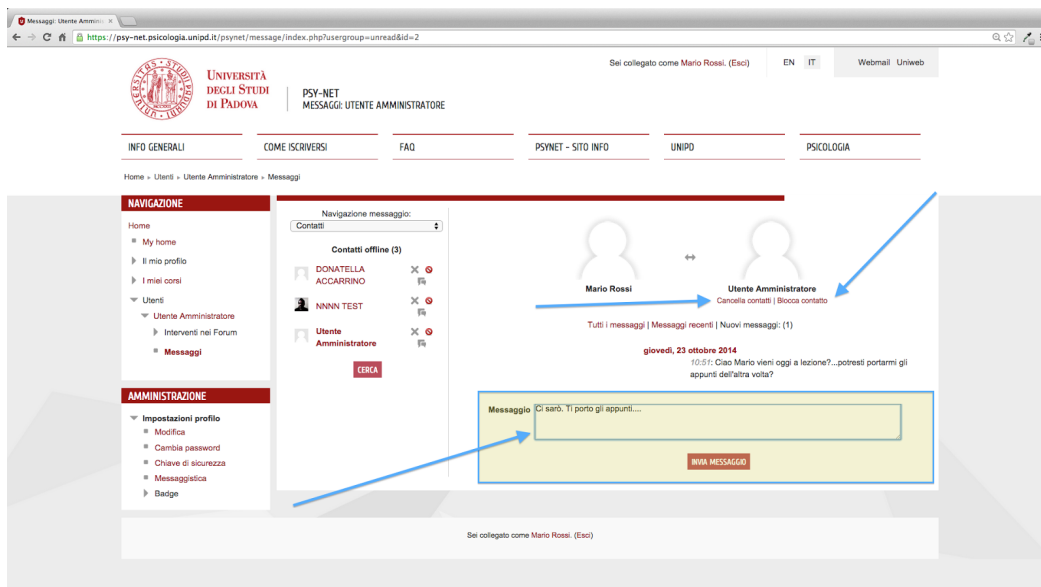 Messaggi: Utente Ammini
https://psy-net.psicologia.unipd.it/psynet/message/index.php?usergroup=unread&id=2
Sei collegato come Mario Rossi. (Esci)
EN IT
Webmail Uniweb
UNIVERSITÀ
DEGLI STUDI
DI PADOVA
PSY-NET
MESSAGGI: UTENTE AMMINISTRATORE
INFO GENERALI
COME ISCRIVERSI
FAQ
PSYNET - SITO INFO
UNIPD
PSICOLOGIA
Home » Utenti » Utente Amministratore » Messaggi
NAVIGAZIONE
Home
My home
Il mio profilo
I miei corsi
Utenti
Utente Amministratore
Interventi nei Forum
Messaggi
AMMINISTRAZIONE
Impostazioni profilo
Modifica
Cambia password
Chiave di sicurezza
Messaggistica
Badge
Navigazione messaggio:
Contatti
Contatti offline (3)
DONATELLA
ACCARRINO
NNNN TEST
Utente
Amministratore
CERCA
Mario Rossi
Utente Amministratore
Cancella contatti | Blocca contatto
Tutti i messaggi | Messaggi recenti | Nuovi messaggi: (1)
giovedì, 23 ottobre 2014
10:51: Ciao Mario vieni oggi a lezione?...potresti portarmi gli
appunti dell'altra volta?
Messaggio
Ci sarò. Ti porto gli appunti....
INVIA MESSAGGIO
Sei collegato come Mario Rossi. (Esci)